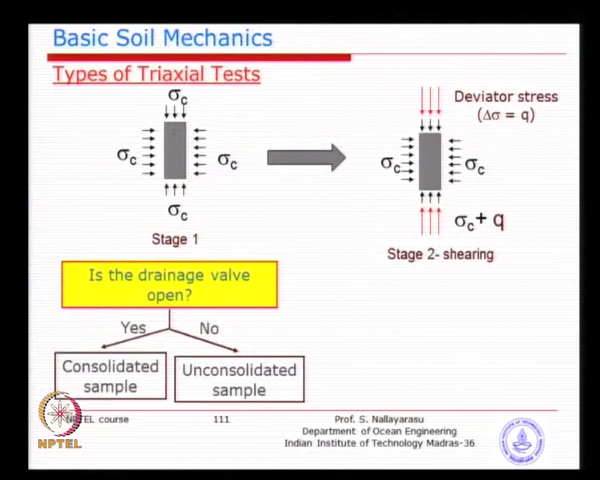 Basic Soil Mechanics
Types of Triaxial Tests
σc
σc
σc
σc
Stage 1
Deviator stress
(Δσ = q)
σc
σc
σc + q
Stage 2- shearing
Is the drainage valve
open?
Yes
No
Consolidated
sample
Unconsolidated
sample
NPTEL course
111
Prof. S. Nallayarasu
Department of Ocean Engineering
Indian Institute of Technology Madras-36
NPTEL